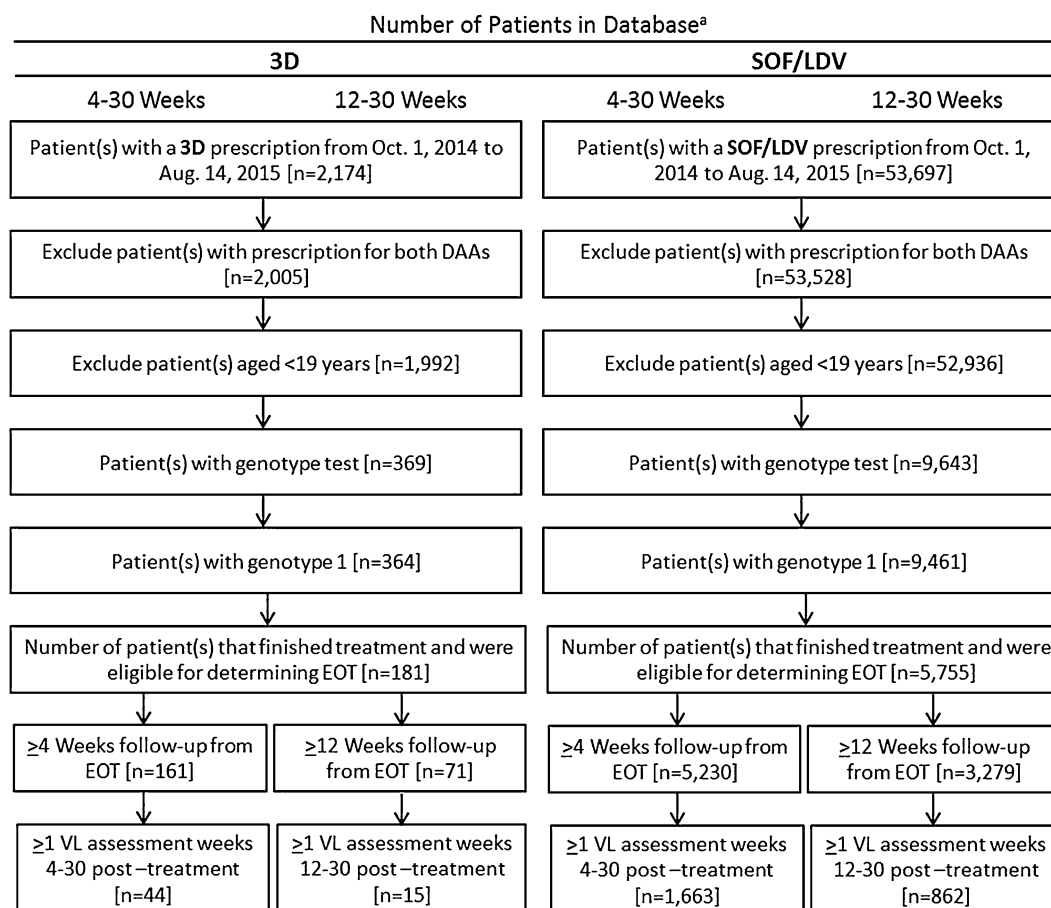 Number of Patients in Databaseª
3D
SOF/LDV
4-30 Weeks
12-30 Weeks
4-30 Weeks
12-30 Weeks
Patient(s) with a 3D prescription from Oct. 1, 2014 to
Aug. 14, 2015 [n=2,174]
Exclude patient(s) with prescription for both DAAs
[n=2,005]
Exclude patient(s) aged <19 years [n=1,992]
Patient(s) with genotype test [n=369]
Patient(s) with genotype 1 [n=364]
Number of patient(s) that finished treatment and were
eligible for determining EOT [n=181]
≥4 Weeks follow-up from
EOT [n=161]
≥12 Weeks follow-up
from EOT [n=71]
≥1 VL assessment weeks
4-30 post–treatment
[n=44]
≥1 VL assessment weeks
12-30 post–treatment
[n=15]
Patient(s) with a SOF/LDV prescription from Oct. 1,
2014 to Aug. 14, 2015 [n=53,697]
Exclude patient(s) with prescription for both DAAs
[n=53,528]
Exclude patient(s) aged <19 years [n=52,936]
Patient(s) with genotype test [n=9,643]
Patient(s) with genotype 1 [n=9,461]
Number of patient(s) that finished treatment and were
eligible for determining EOT [n=5,755]
≥4 Weeks follow-up from
EOT [n=5,230]
≥12 Weeks follow-up
from EOT [n=3,279]
≥1 VL assessment weeks
4-30 post–treatment
[n=1,663]
≥1 VL assessment weeks
12-30 post–treatment
[n=862]